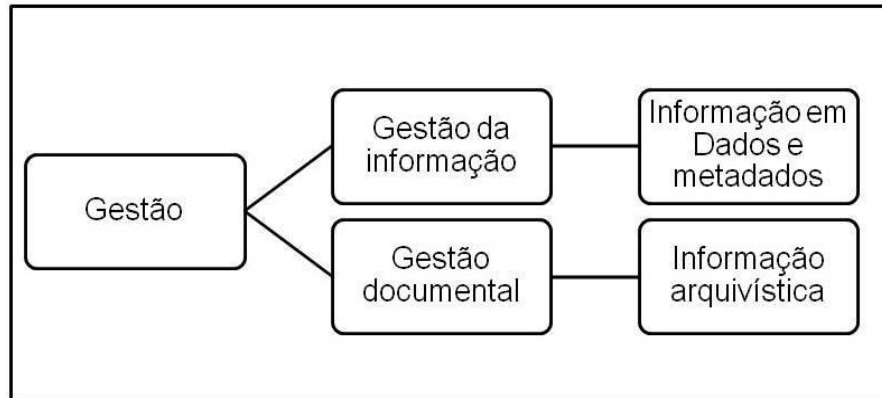 Gestão
Gestão da
informação
Informação em
Dados e
metadados
Gestão
documental
Informação
arquivística